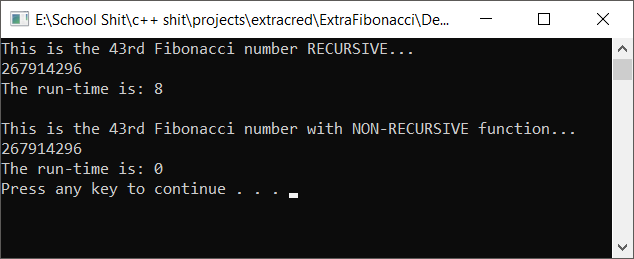 E:\School Shit\c++ shit\projects\extracred\ExtraFibonacci\De...
This is the 43rd Fibonacci number RECURSIVE...
267914296
The run-time is: 8
This is the 43rd Fibonacci number with NON-RECURSIVE function...
267914296
The run-time is: 0
Press any key to continue . . .